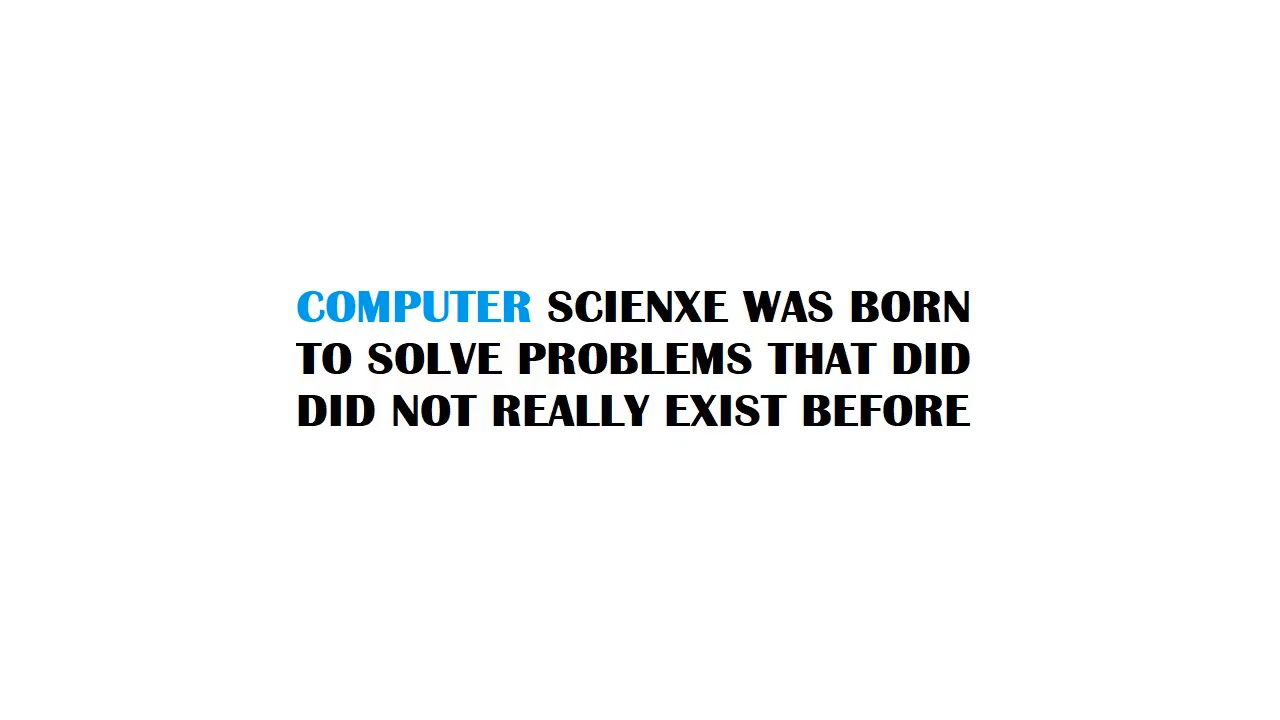 COMPUTER SCIENXE WAS BORN
TO SOLVE PROBLEMS THAT DID
DID NOT REALLY EXIST BEFORE